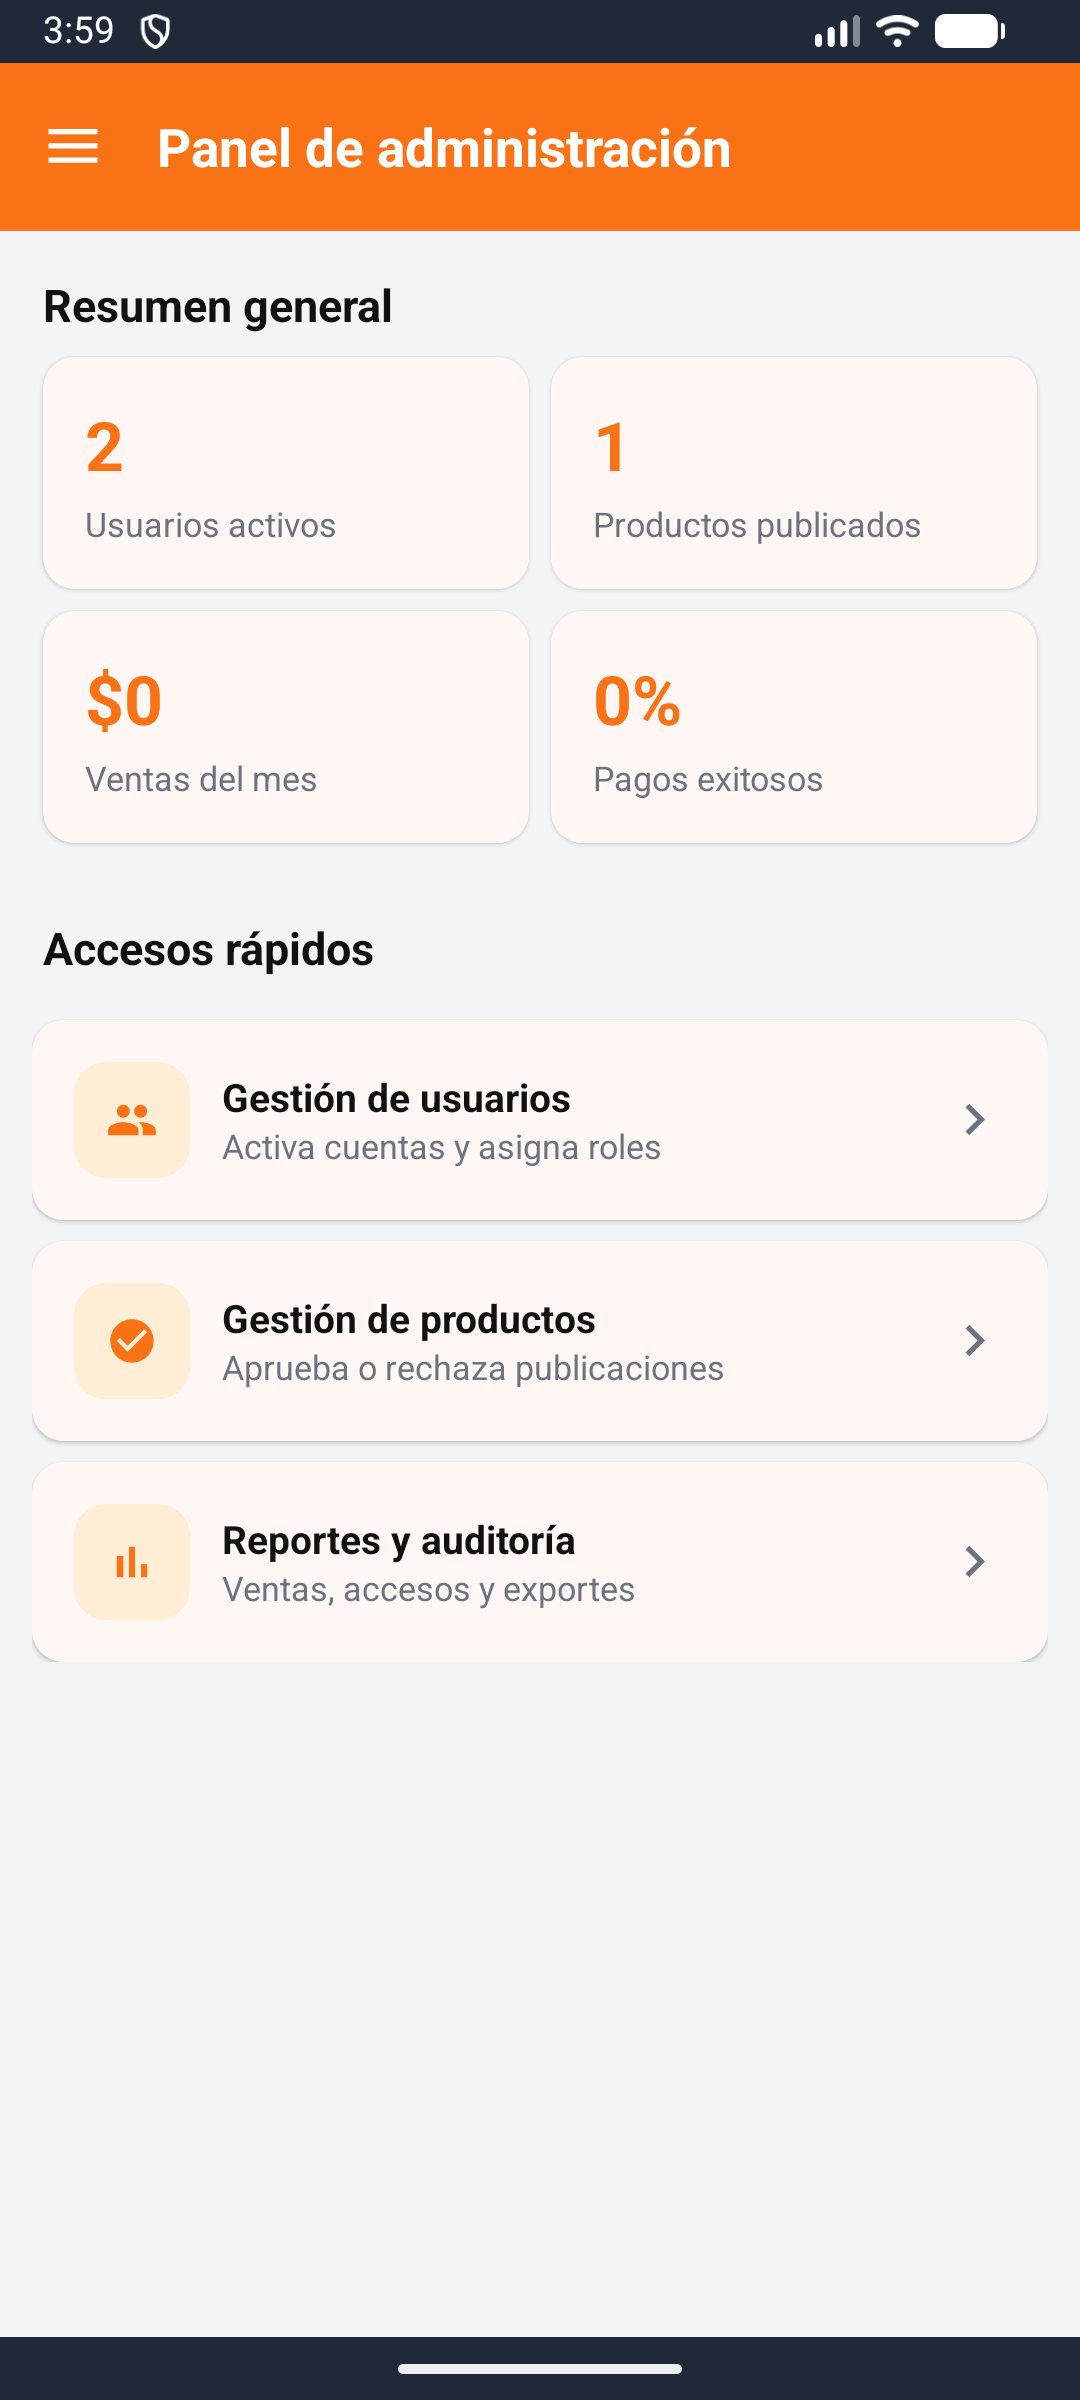 3:59
Panel de administración
Resumen general
2
Usuarios activos
1
Productos publicados
$0
Ventas del mes
0%
Pagos exitosos
Accesos rápidos
Gestión de usuarios
Activa cuentas y asigna roles
Gestión de productos
Aprueba o rechaza publicaciones
Reportes y auditoría
Ventas, accesos y exportes